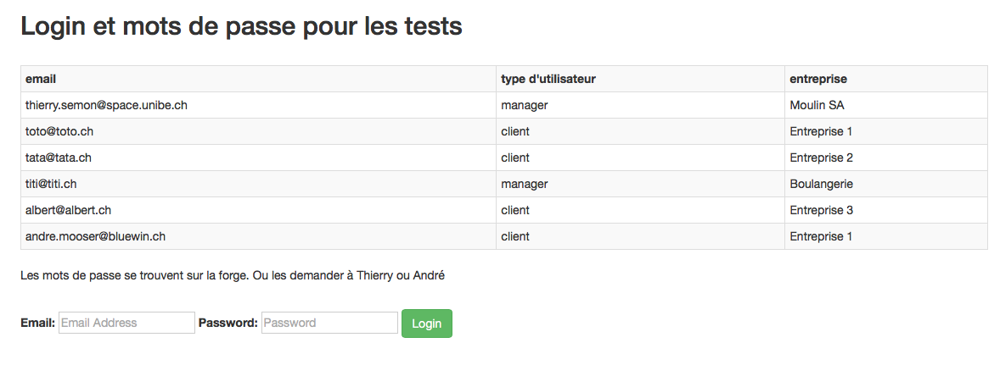 Login et mots de passe pour les tests
email type d'utilisateur entreprise
thierry.semon@space.unibe.ch manager Moulin SA
toto@toto.ch client Entreprise 1
tata@tata.ch client Entreprise 2
titi@titi.ch manager Boulangerie
albert@albert.ch client Entreprise 3
andre.mooser@bluewin.ch client Entreprise 1
Les mots de passe se trouvent sur la forge. Ou les demander à Thierry ou André
Email: Email Address Password: Password Login